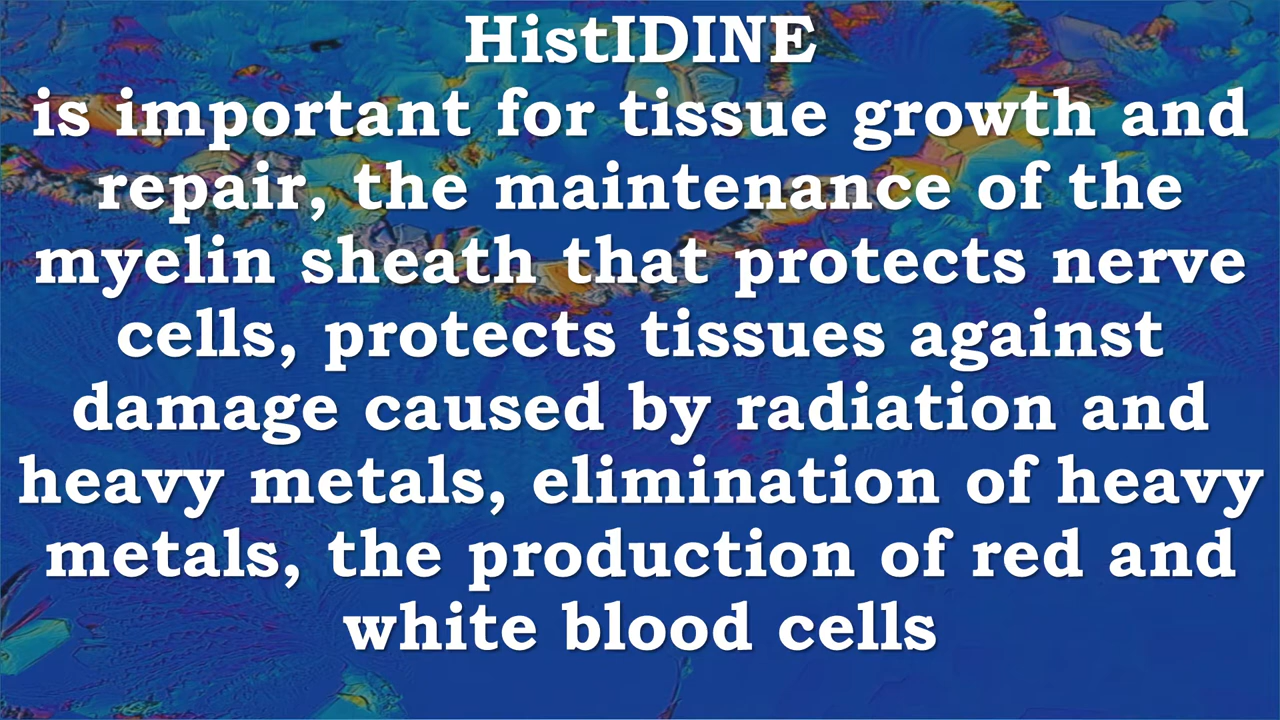 HistIDINE
is important for tissue growth and
repair, the maintenance of the
myelin sheath that protects nerve
cells, protects tissues against
damage caused by radiation and
heavy metals, elimination of heavy
metals, the production of red and
white blood cells